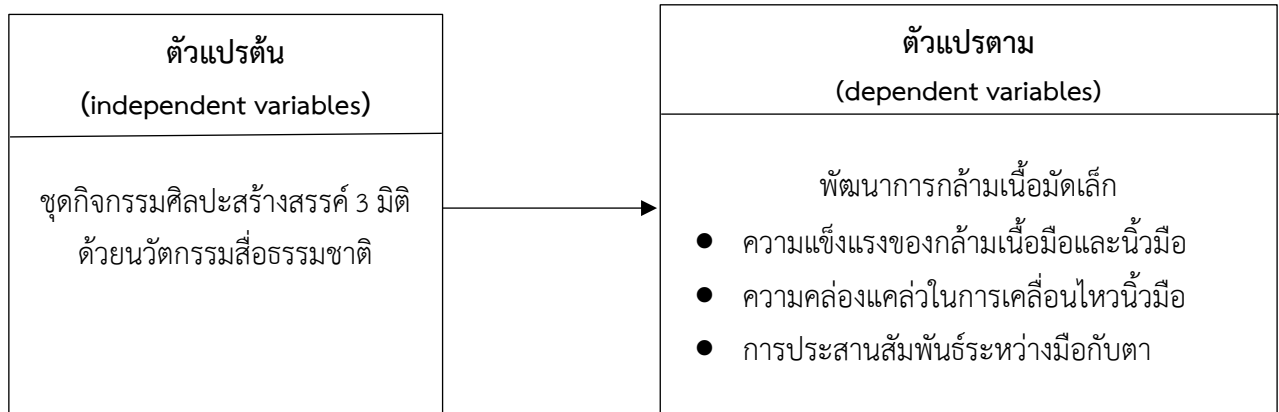 ตัวแปรต้น
(independent variables)
ชุดกิจกรรมศิลปะสร้างสรรค์ 3 มิติ
ด้วยนวัตกรรมสื่อธรรมชาติ
ตัวแปรตาม
(dependent variables)
พัฒนาการกล้ามเนื้อมัดเล็ก
● ความแข็งแรงของกล้ามเนื้อมือและนิ้วมือ
● ความคล่องแคล่วในการเคลื่อนไหวนิ้วมือ
● การประสานสัมพันธ์ระหว่างมือกับตา